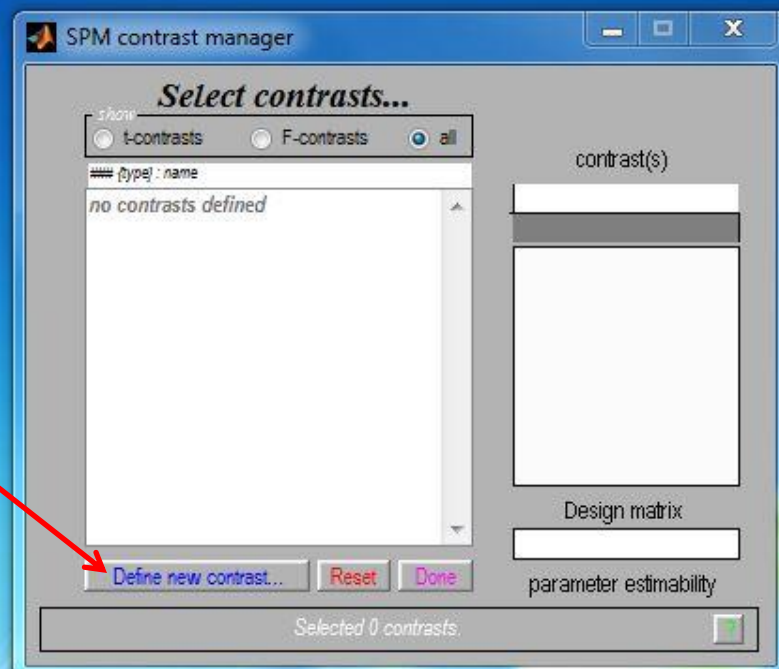 SPM contrast manager
Select contrasts...
show
t-contrasts F-contrasts all
### {type} : name
no contrasts defined
contrast(s)
Design matrix
parameter estimability
Define new contrast... Reset Done
Selected 0 contrasts.
?